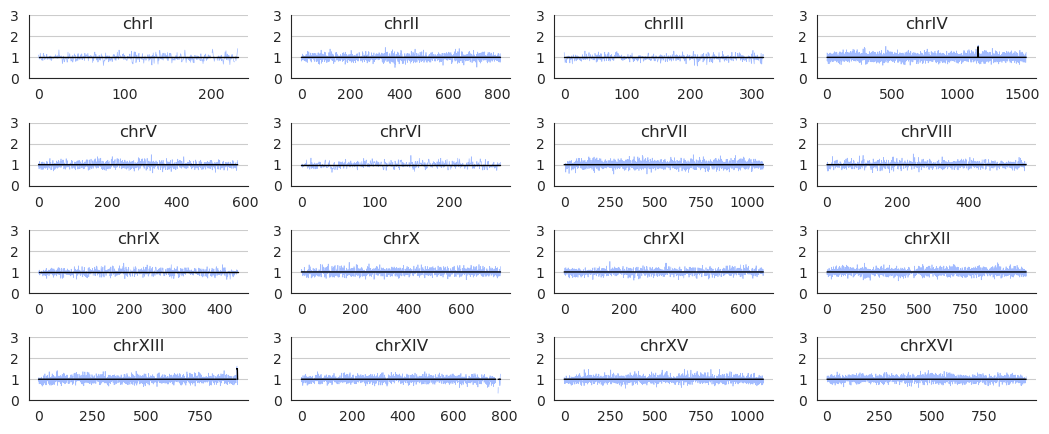 chrI chrII chrIII chrIV
3 3 3 3
2 2 2 2
1 1 1 1
0 0 0 0
0 100 200 0 200 400 600 800 0 100 200 300 0 500 1000 1500
chrV chrVI chrVII chrVIII
3 3 3 3
2 2 2 2
1 1 1 1
0 0 0 0
0 200 400 600 0 100 200 0 250 500 750 1000 0 200 400
chrIX chrX chrXI chrXII
3 3 3 3
2 2 2 2
1 1 1 1
0 0 0 0
0 100 200 300 400 0 200 400 600 0 200 400 600 0 250 500 750 1000
chrXIII chrXIV chrXV chrXVI
3 3 3 3
2 2 2 2
1 1 1 1
0 0 0 0
0 250 500 750 0 200 400 600 800 0 250 500 750 1000 0 250 500 750